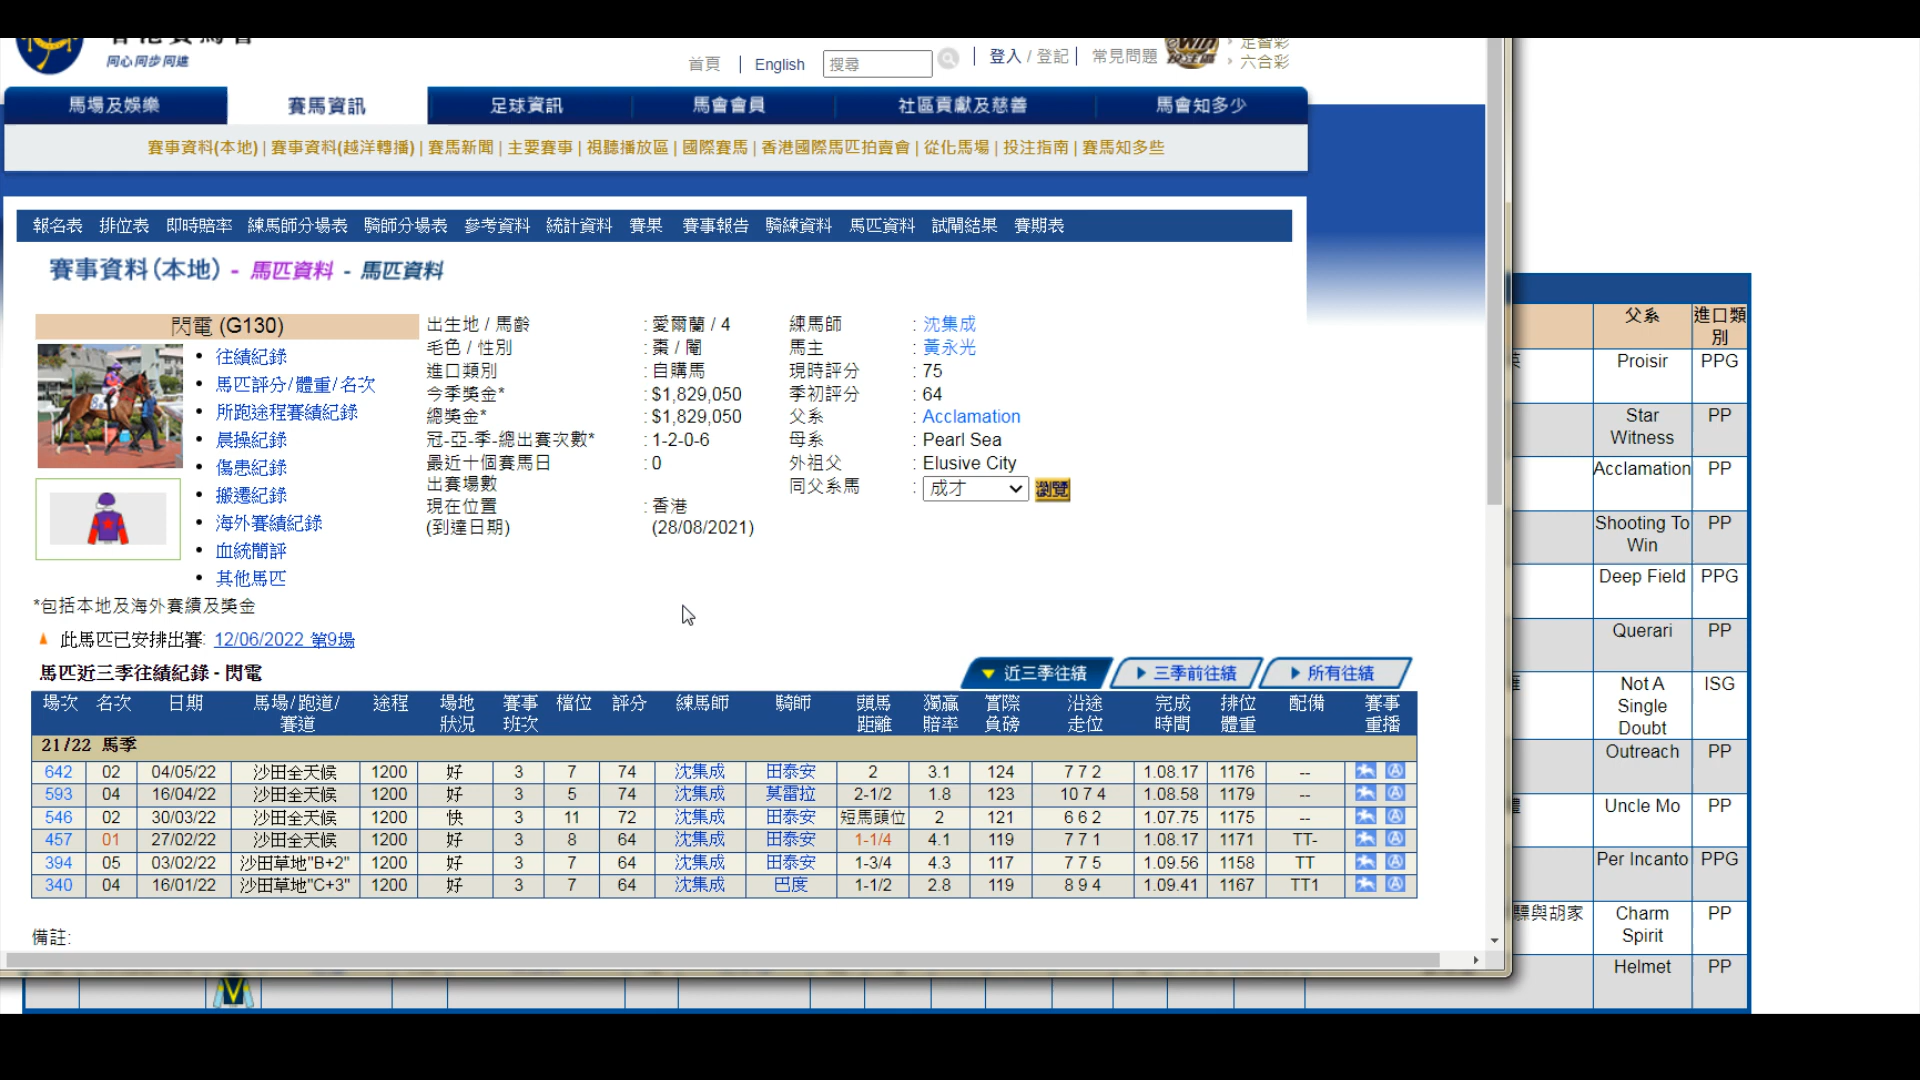 同心同步同進
首頁 | English 搜尋 | 登入 / 登記 | 常見問題 eWin 投注區 › 足智彩
› 六合彩
馬場及娛樂 賽馬資訊 足球資訊 馬會會員 社區貢獻及慈善 馬會知多少
賽事資料(本地) | 賽事資料(越洋轉播) | 賽馬新聞 | 主要賽事 | 視聽播放區 | 國際賽馬 | 香港國際馬匹拍賣會 | 從化馬場 | 投注指南 | 賽馬知多些
報名表 排位表 即時賠率 練馬師分場表 騎師分場表 參考資料 統計資料 賽果 賽事報告 騎練資料 馬匹資料 試閘結果 賽期表
賽事資料(本地) - 馬匹資料 - 馬匹資料
閃電 (G130)
• 往績紀錄
• 馬匹評分/體重/名次
• 所跑途程賽績紀錄
• 晨操紀錄
• 傷患紀錄
• 搬遷紀錄
• 海外賽績紀錄
• 血統簡評
• 其他馬匹
出生地 / 馬齡 : 愛爾蘭 / 4
毛色 / 性別 : 棗 / 閹
進口類別 : 自購馬
今季獎金* : $1,829,050
總獎金* : $1,829,050
冠-亞-季-總出賽次數* : 1-2-0-6
最近十個賽馬日 : 0
出賽場數
現在位置 : 香港
(到達日期) (28/08/2021)
練馬師 : 沈集成
馬主 : 黃永光
現時評分 : 75
季初評分 : 64
父系 : Acclamation
母系 : Pearl Sea
外祖父 : Elusive City
同父系馬 : 成才 瀏覽
*包括本地及海外賽績及獎金
此馬匹已安排出賽: 12/06/2022 第9場
馬匹近三季往績紀錄 - 閃電
近三季往績 三季前往績 所有往績
場次 名次 日期 馬場/跑道/賽道 途程 場地狀況 賽事班次 檔位 評分 練馬師 騎師 頭馬距離 獨贏賠率 實際負磅 沿途走位 完成時間 排位體重 配備 賽事重播
21/22 馬季
642 02 04/05/22 沙田全天候 1200 好 3 7 74 沈集成 田泰安 2 3.1 124 7 7 2 1.08.17 1176 --
593 04 16/04/22 沙田全天候 1200 好 3 5 74 沈集成 莫雷拉 2-1/2 1.8 123 10 7 4 1.08.58 1179 --
546 02 30/03/22 沙田全天候 1200 快 3 11 72 沈集成 田泰安 短馬頭位 2 121 6 6 2 1.07.75 1175 --
457 01 27/02/22 沙田全天候 1200 好 3 8 64 沈集成 田泰安 1-1/4 4.1 119 7 7 1 1.08.17 1171 TT-
394 05 03/02/22 沙田草地"B+2" 1200 好 3 7 64 沈集成 田泰安 1-3/4 4.3 117 7 7 5 1.09.56 1158 TT
340 04 16/01/22 沙田草地"C+3" 1200 好 3 7 64 沈集成 巴度 1-1/2 2.8 119 8 9 4 1.09.41 1167 TT1
備註:
父系 進口類別
Proisir PPG
Star Witness PP
Acclamation PP
Shooting To Win PP
Deep Field PPG
Querari PP
Not A Single Doubt ISG
Outreach PP
Uncle Mo PP
Per Incanto PPG
驃與胡家 Charm Spirit PP
Helmet PP